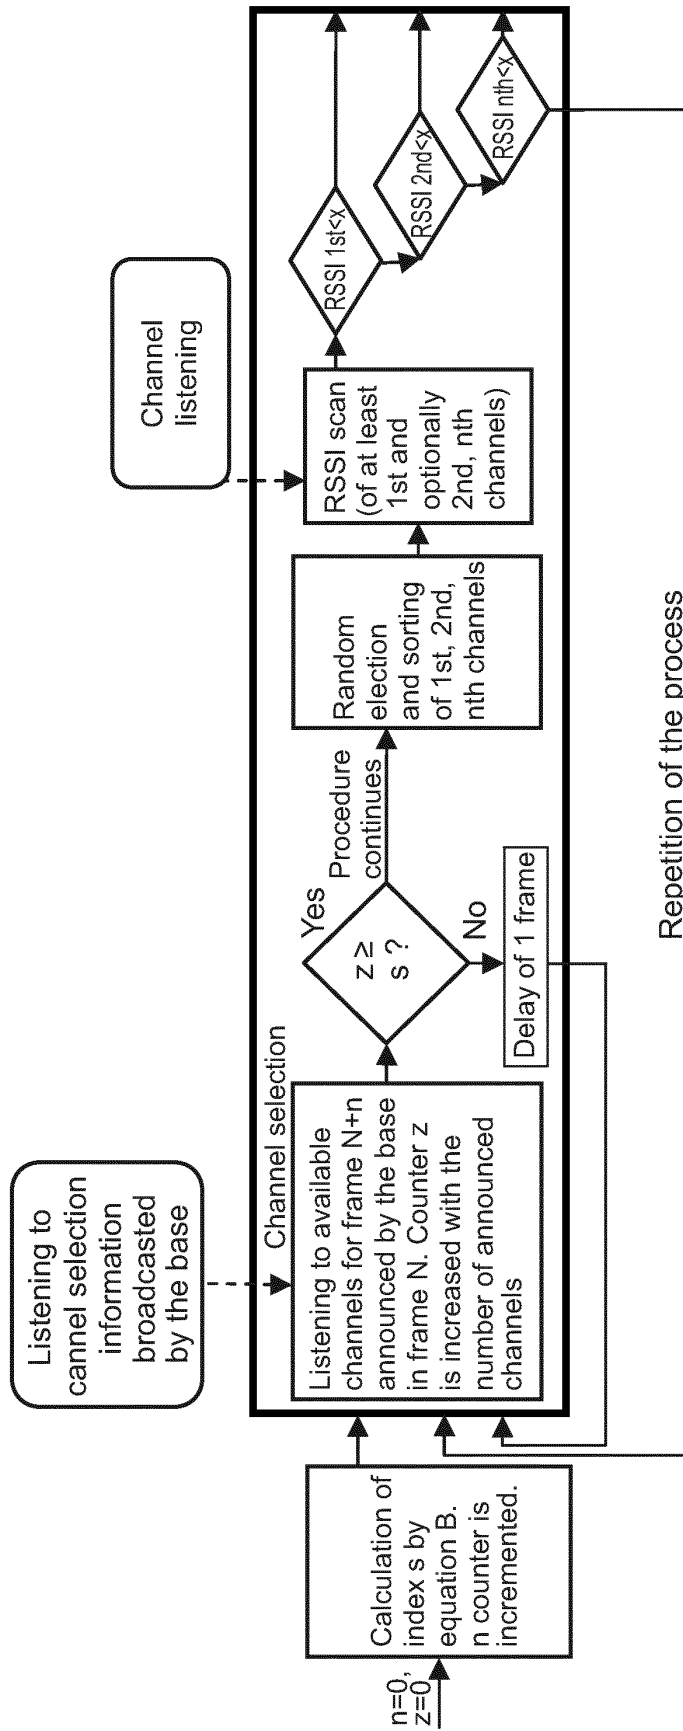 n=0,
z=0
Calculation of
index s by
equation B.
n counter is
incremented.
Listening to
cannel selection
information
broadcasted
by the base
Channel selection
Listening to available
channels for frame N+n
announced by the base
in frame N. Counter z
is increased with the
number of announced
channels
z ≥
s ?
Yes
No
Delay of 1 frame
Procedure
continues
Random
election
and sorting
of 1st, 2nd,
nth channels
Channel
listening
RSSI scan
(of at least
1st and
optionally
2nd, nth
channels)
RSSI 1st<x
RSSI 2nd<x
RSSI nth<x
Repetition of the process